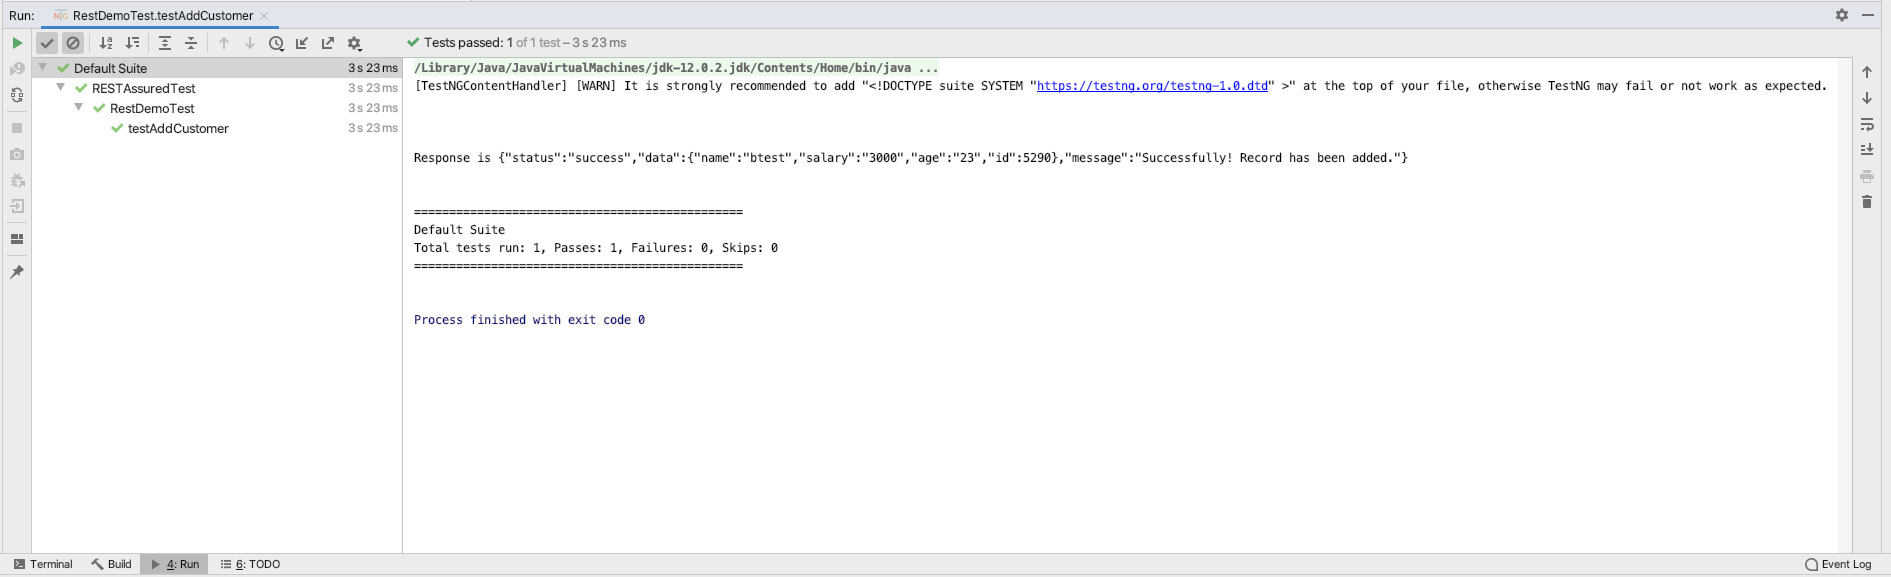 Run: RestDemoTest.testAddCustomer
Tests passed: 1 of 1 test – 3 s 23 ms
Default Suite 3 s 23 ms
RESTAssuredTest 3 s 23 ms
RestDemoTest 3 s 23 ms
testAddCustomer 3 s 23 ms
/Library/Java/JavaVirtualMachines/jdk-12.0.2.jdk/Contents/Home/bin/java ...
[TestNGContentHandler] [WARN] It is strongly recommended to add "<!DOCTYPE suite SYSTEM "https://testng.org/testng-1.0.dtd" >" at the top of your file, otherwise TestNG may fail or not work as expected.
Response is {"status":"success","data":{"name":"btest","salary":"3000","age":"23","id":5290},"message":"Successfully! Record has been added."}
===============================================
Default Suite
Total tests run: 1, Passes: 1, Failures: 0, Skips: 0
===============================================
Process finished with exit code 0
Terminal Build 4: Run 6: TODO Event Log